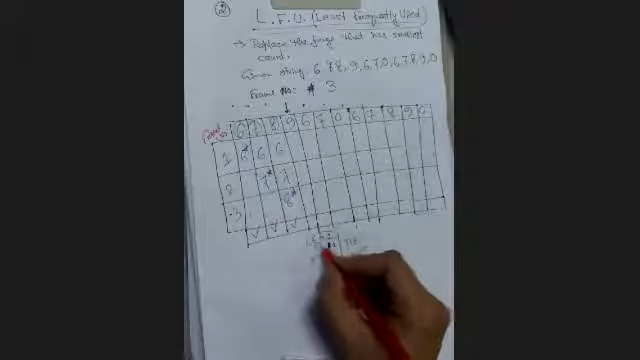 2
L.F.U. (Least frequently Used)
→ Replace the page that has smallest
count.
Given string 6 7 8, 9, 6, 7, 0, 6, 7, 8, 9, 0
Frame No: 3
6 7 8 9 6 7 0 6 7 8 9 0
1 6* 6 6
2 7* 7
3 8*
✓ ✓ ✓